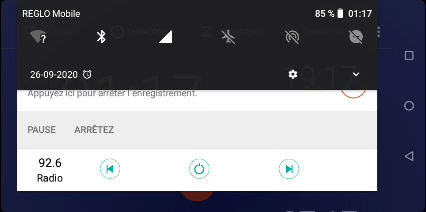 REGLO Mobile 85 % 01:17
?
26-09-2020
Appuyez ici pour arrêter l'enregistrement.
PAUSE ARRÊTEZ
92.6
Radio